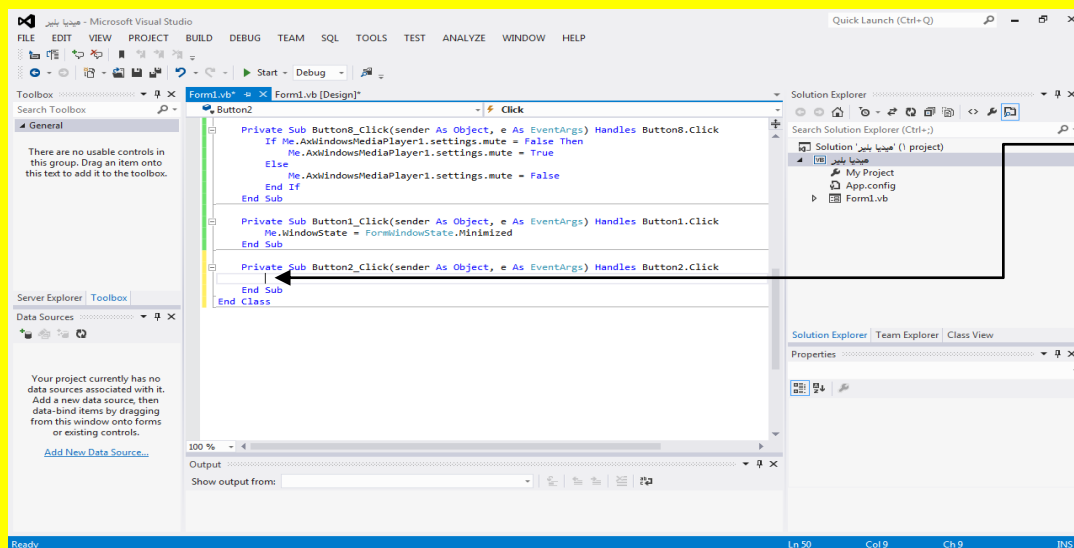 ميديا بلير - Microsoft Visual Studio
Quick Launch (Ctrl+Q)
FILE EDIT VIEW PROJECT BUILD DEBUG TEAM SQL TOOLS TEST ANALYZE WINDOW HELP
Start Debug
Toolbox
Search Toolbox
General
There are no usable controls in
this group. Drag an item onto
this text to add it to the toolbox.
Server Explorer Toolbox
Data Sources
Your project currently has no
data sources associated with it.
Add a new data source, then
data-bind items by dragging
from this window onto forms
or existing controls.
Add New Data Source...
Form1.vb* Form1.vb [Design]*
Button2 Click
Private Sub Button8_Click(sender As Object, e As EventArgs) Handles Button8.Click
If Me.AxWindowsMediaPlayer1.settings.mute = False Then
Me.AxWindowsMediaPlayer1.settings.mute = True
Else
Me.AxWindowsMediaPlayer1.settings.mute = False
End If
End Sub
Private Sub Button1_Click(sender As Object, e As EventArgs) Handles Button1.Click
Me.WindowState = FormWindowState.Minimized
End Sub
Private Sub Button2_Click(sender As Object, e As EventArgs) Handles Button2.Click
End Sub
End Class
100 %
Output
Show output from:
Solution Explorer
Search Solution Explorer (Ctrl+;)
Solution 'ميديا بلير' (١ project)
VB ميديا بلير
My Project
App.config
Form1.vb
Solution Explorer Team Explorer Class View
Properties
Ready Ln 50 Col 9 Ch 9 INS